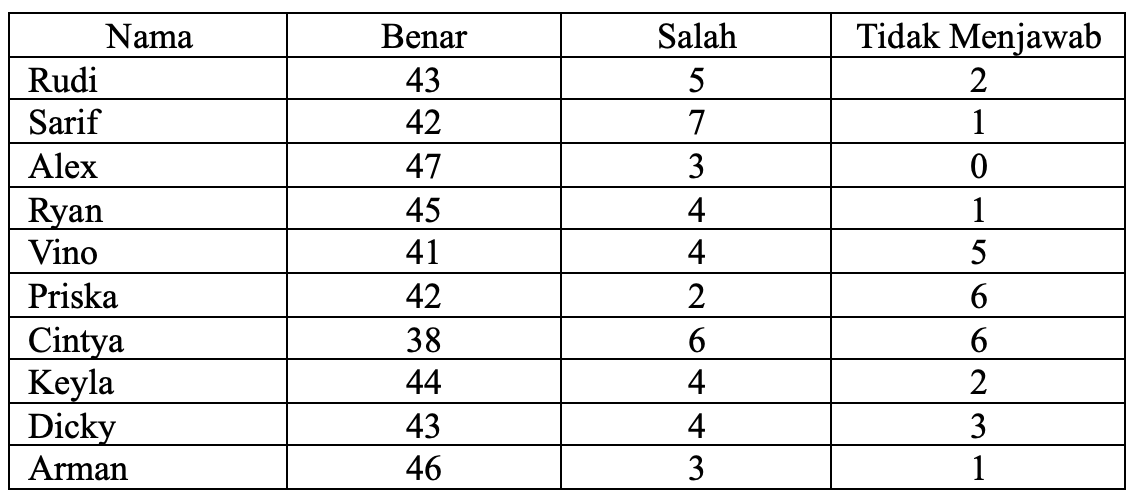 Nama Benar Salah Tidak Menjawab
Rudi 43 5 2
Sarif 42 7 1
Alex 47 3 0
Ryan 45 4 1
Vino 41 4 5
Priska 42 2 6
Cintya 38 6 6
Keyla 44 4 2
Dicky 43 4 3
Arman 46 3 1